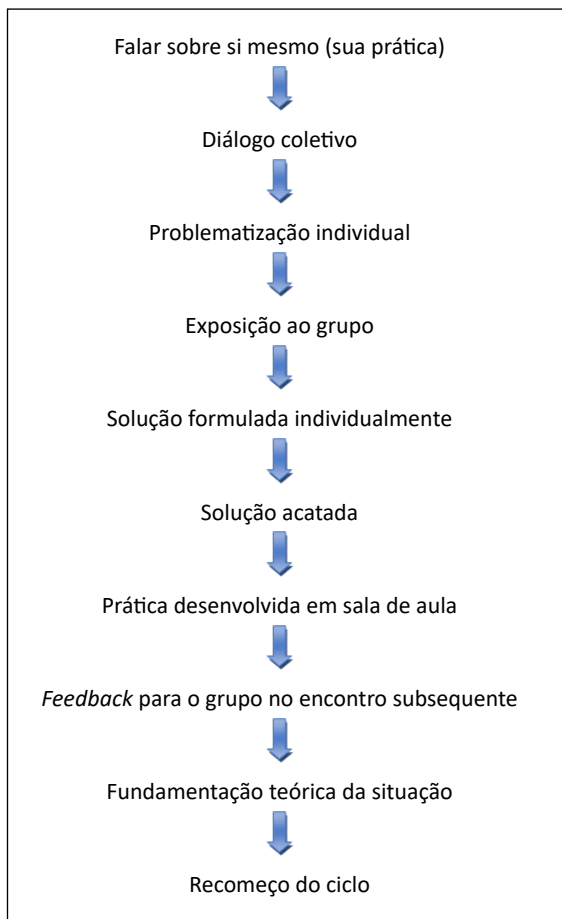 Falar sobre si mesmo (sua prática)
Diálogo coletivo
Problematização individual
Exposição ao grupo
Solução formulada individualmente
Solução acatada
Prática desenvolvida em sala de aula
Feedback para o grupo no encontro subsequente
Fundamentação teórica da situação
Recomeço do ciclo